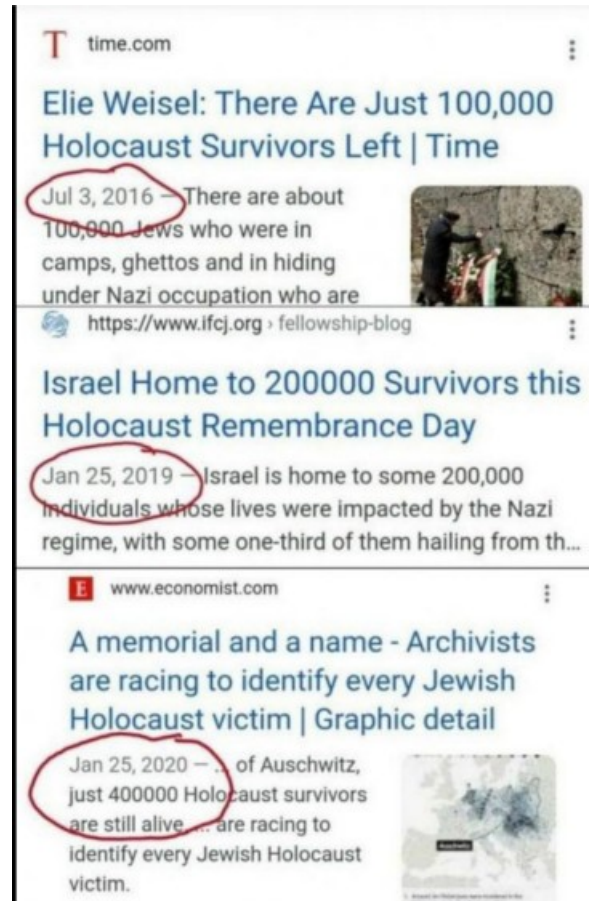 T time.com
Elie Weisel: There Are Just 100,000
Holocaust Survivors Left | Time
Jul 3, 2016 — There are about
100,000 Jews who were in
camps, ghettos and in hiding
under Nazi occupation who are
https://www.ifcj.org › fellowship-blog
Israel Home to 200000 Survivors this
Holocaust Remembrance Day
Jan 25, 2019 — Israel is home to some 200,000
individuals whose lives were impacted by the Nazi
regime, with some one-third of them hailing from th...
E www.economist.com
A memorial and a name - Archivists
are racing to identify every Jewish
Holocaust victim | Graphic detail
Jan 25, 2020 — ... of Auschwitz,
just 400000 Holocaust survivors
are still alive, ... are racing to
identify every Jewish Holocaust
victim.